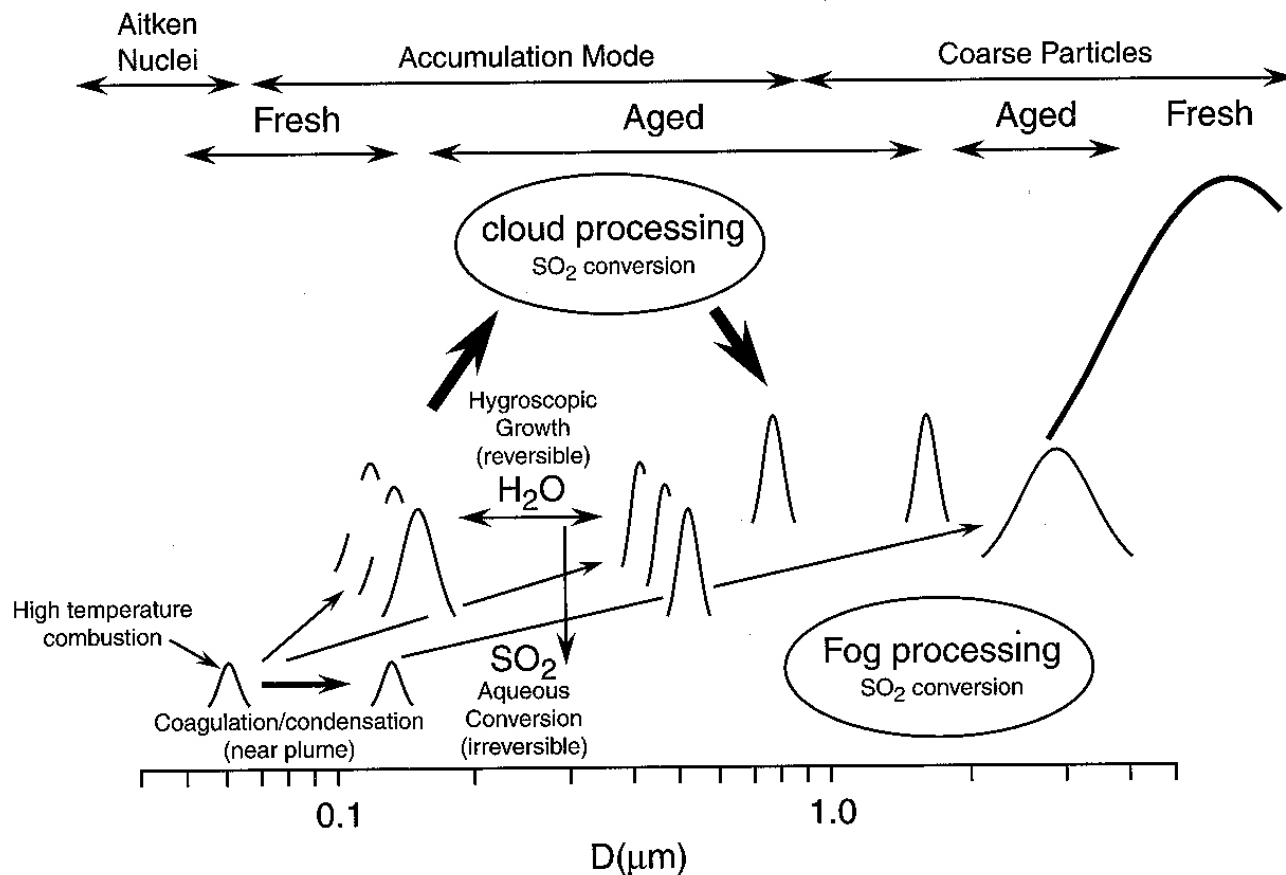 Aitken
Nuclei
Accumulation Mode
Coarse Particles
Fresh
Aged
Aged
Fresh
cloud processing
SO₂ conversion
Hygroscopic
Growth
(reversible)
H₂O
High temperature
combustion
SO₂
Aqueous
Conversion
(irreversible)
Coagulation/condensation
(near plume)
Fog processing
SO₂ conversion
0.1
1.0
D(μm)